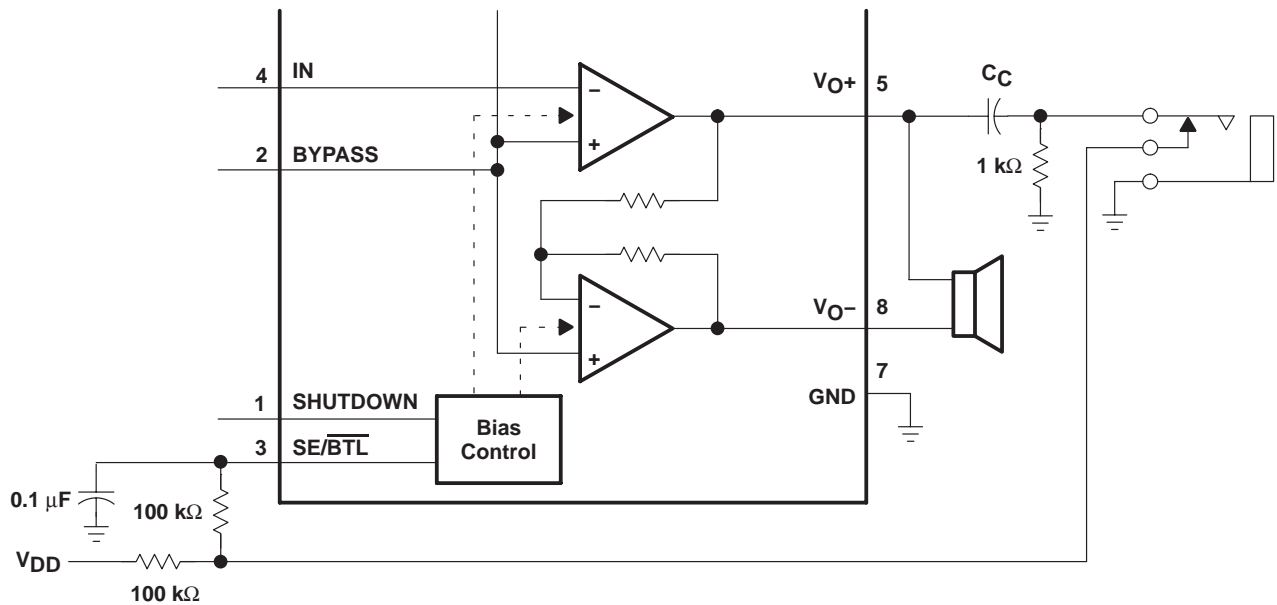 4 IN
2 BYPASS
−
+
VO+ 5
CC
1 kΩ
−
+
VO− 8
7
GND
1 SHUTDOWN
3 SE/BTL
Bias
Control
0.1 μF
100 kΩ
VDD
100 kΩ